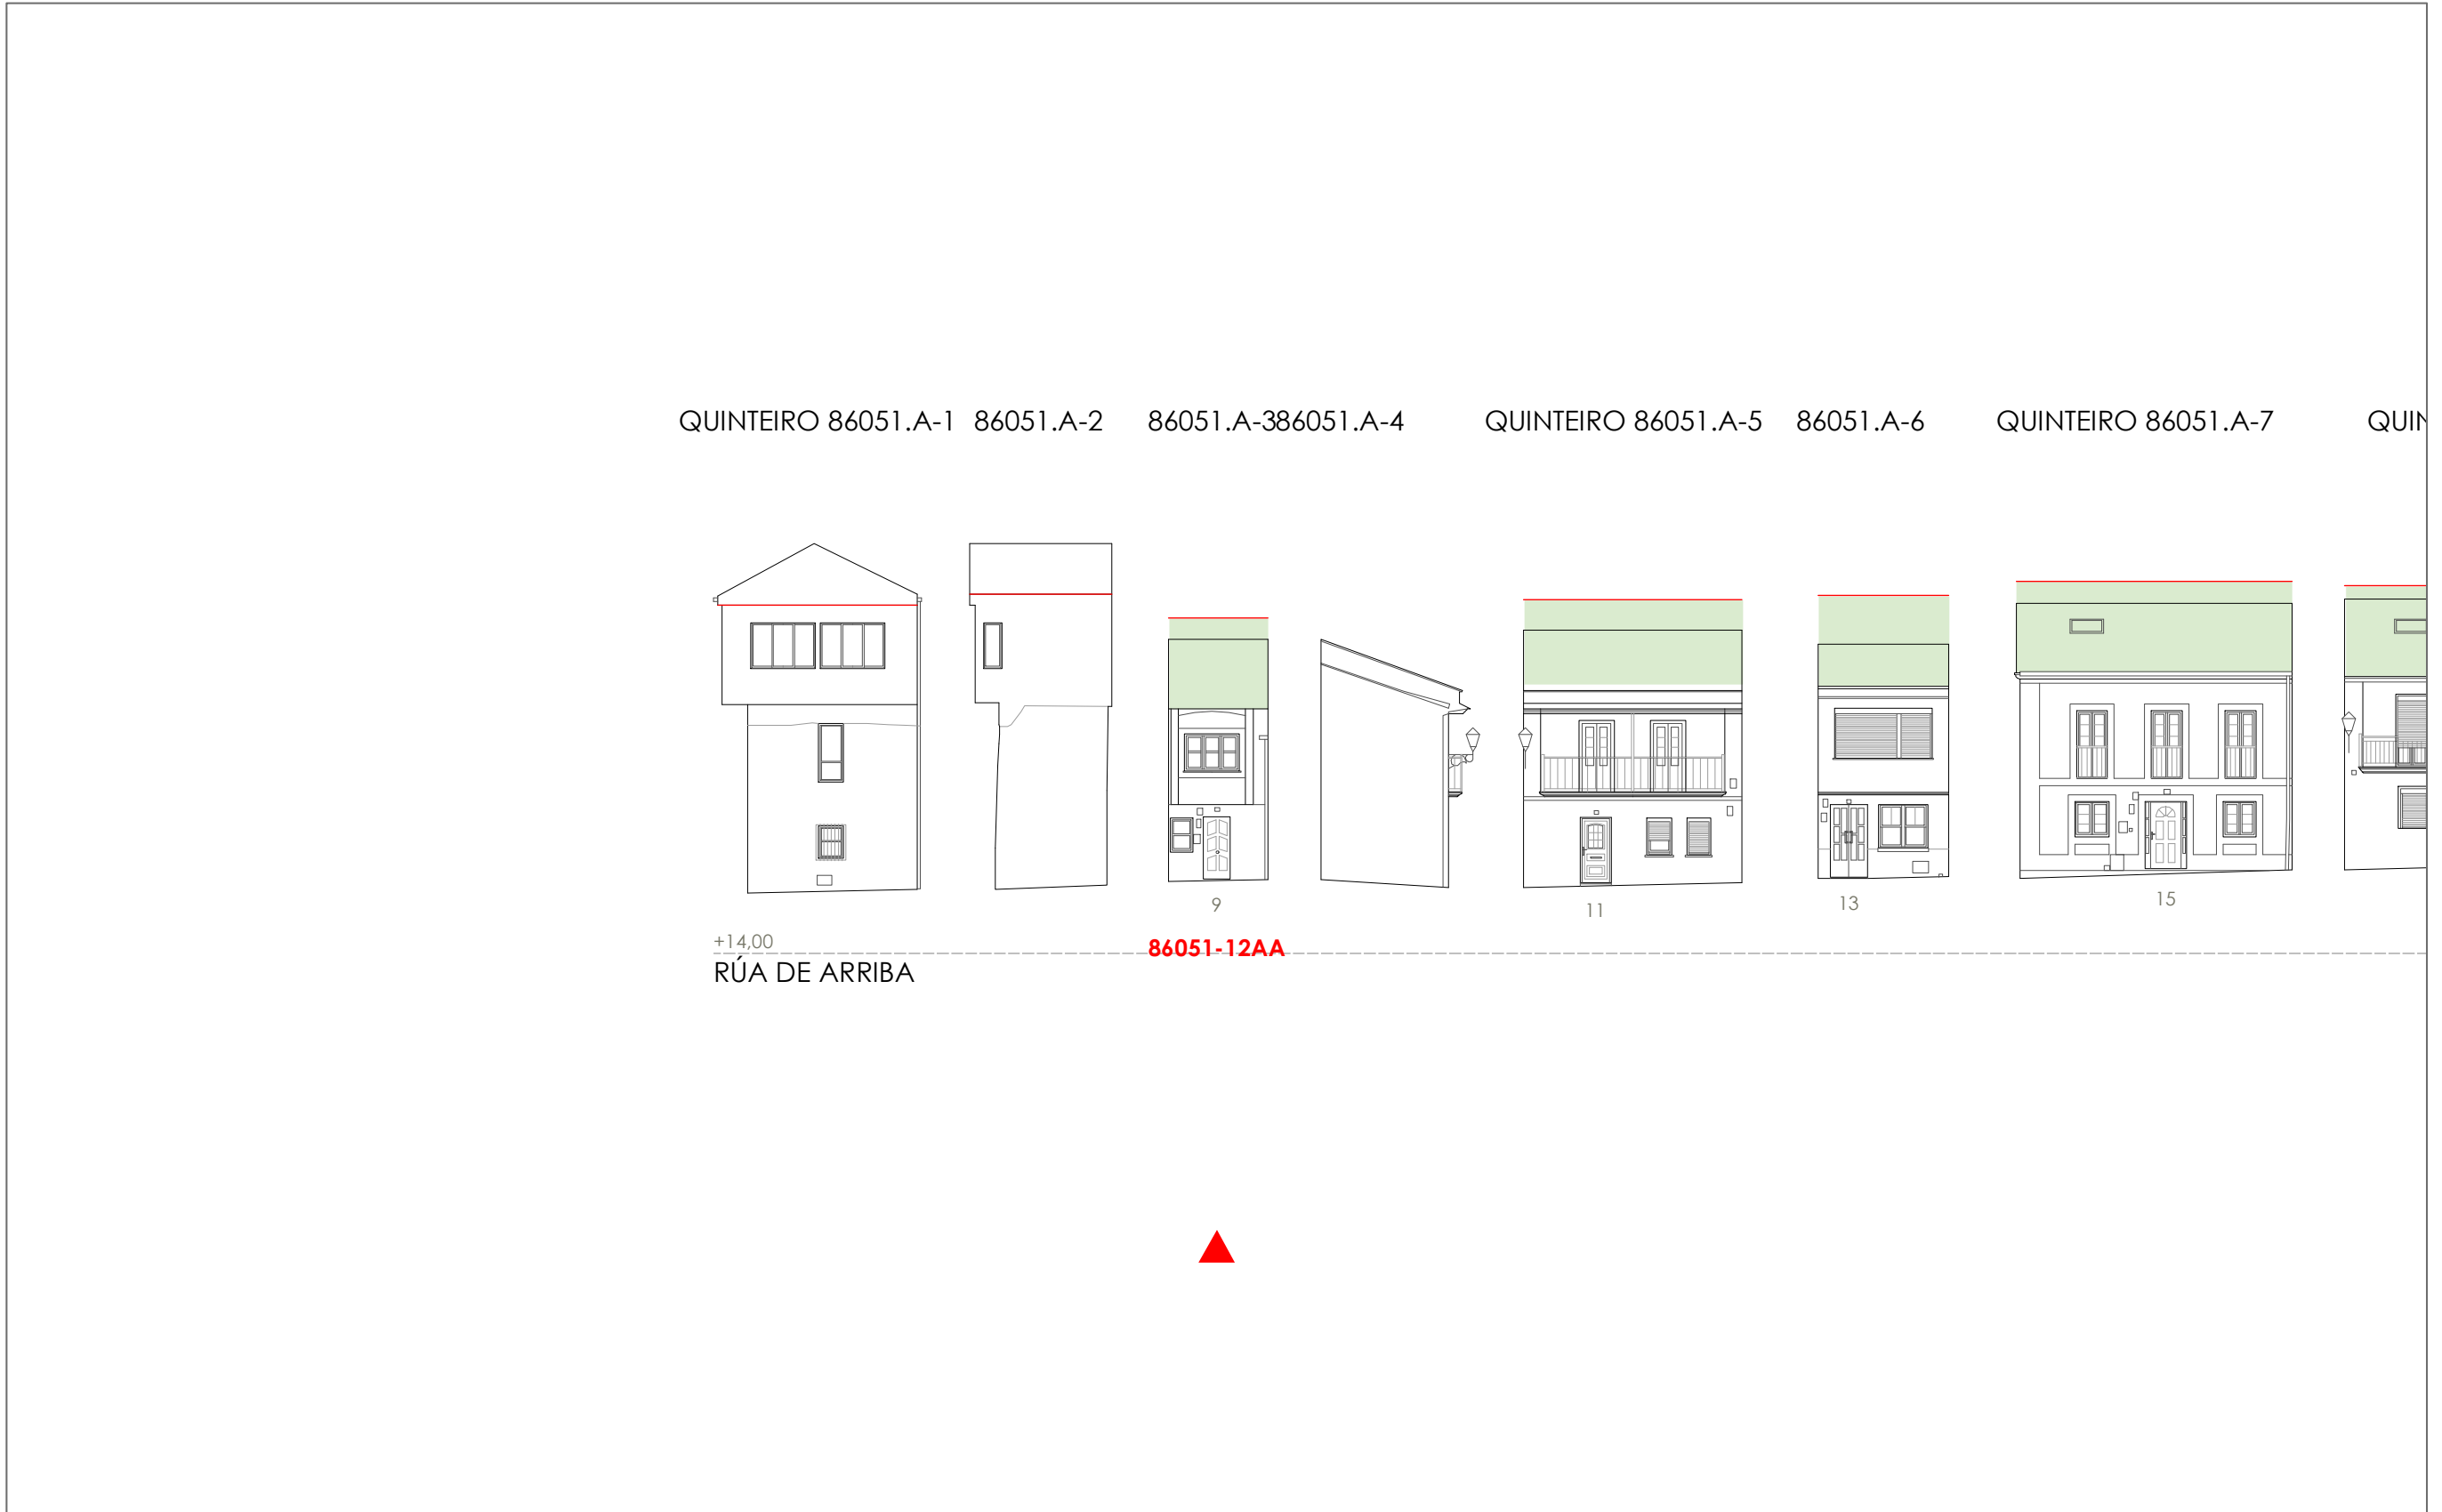 QUINTEIRO 86051.A-1 86051.A-2 86051.A-386051.A-4 QUINTEIRO 86051.A-5 86051.A-6 QUINTEIRO 86051.A-7 QUIN
9 11 13 15
+14,00
86051-12AA
RÚA DE ARRIBA